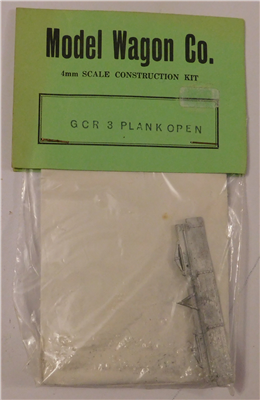 Model Wagon Co.
4mm SCALE CONSTRUCTION KIT
GCR 3 PLANK OPEN